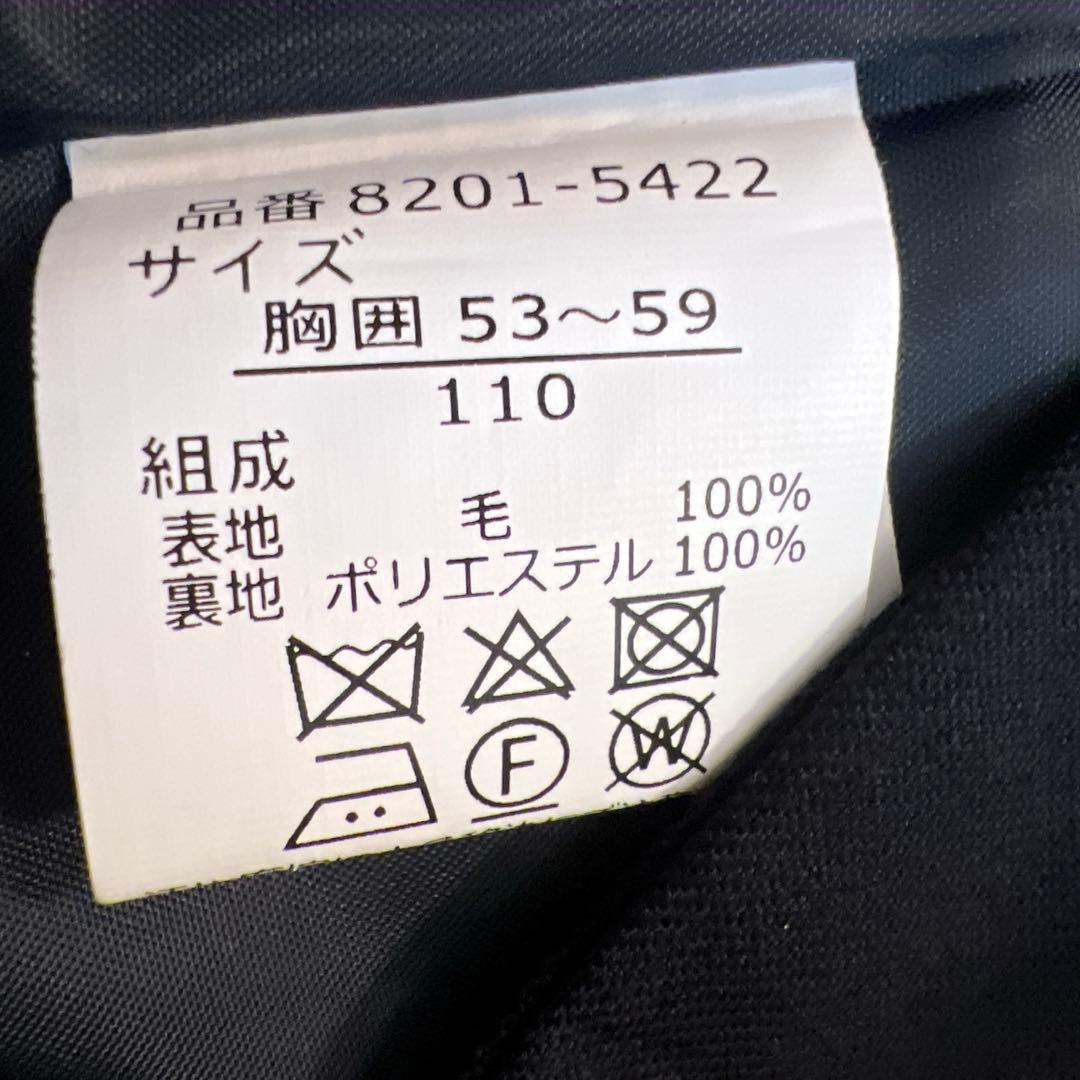 品番 8201-5422
サイズ
胸囲 53～59
110
組成
表地 毛 100%
裏地 ポリエステル 100%
F W